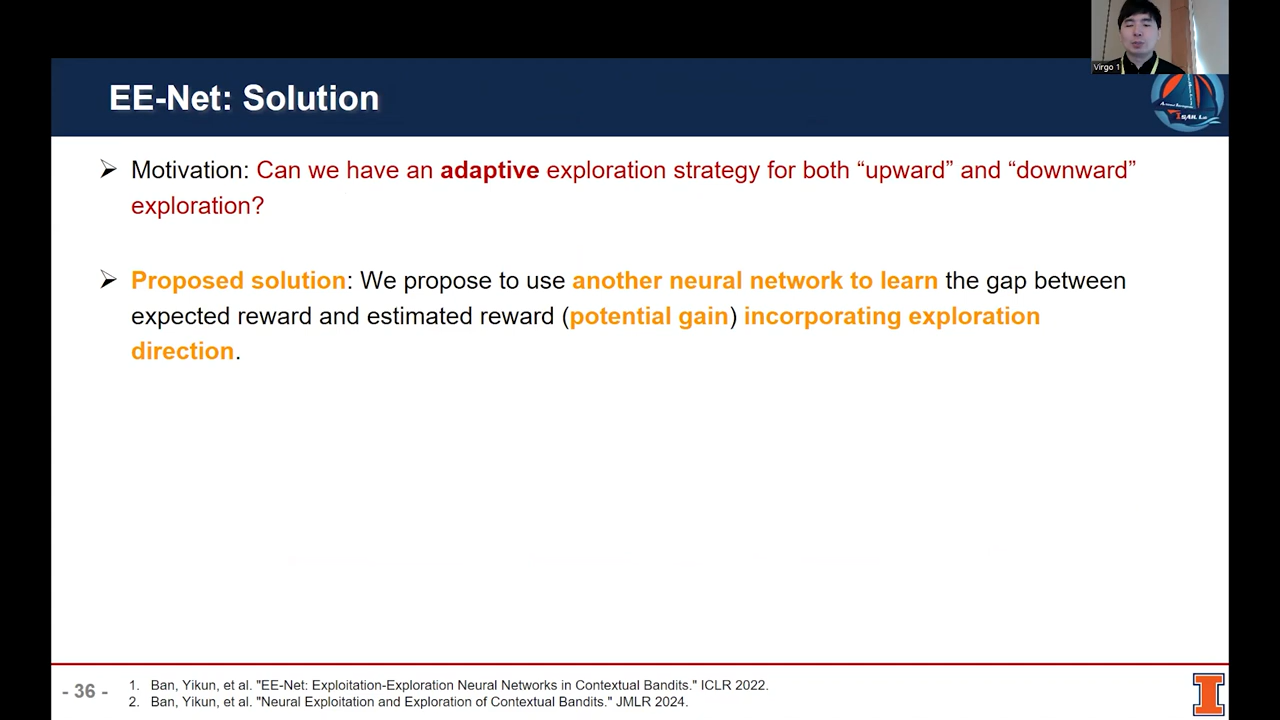 Virgo 1
EE-Net: Solution
➢ Motivation: Can we have an adaptive exploration strategy for both “upward” and “downward”
exploration?
➢ Proposed solution: We propose to use another neural network to learn the gap between
expected reward and estimated reward (potential gain) incorporating exploration
direction.
- 36 -
1. Ban, Yikun, et al. "EE-Net: Exploitation-Exploration Neural Networks in Contextual Bandits." ICLR 2022.
2. Ban, Yikun, et al. "Neural Exploitation and Exploration of Contextual Bandits." JMLR 2024.